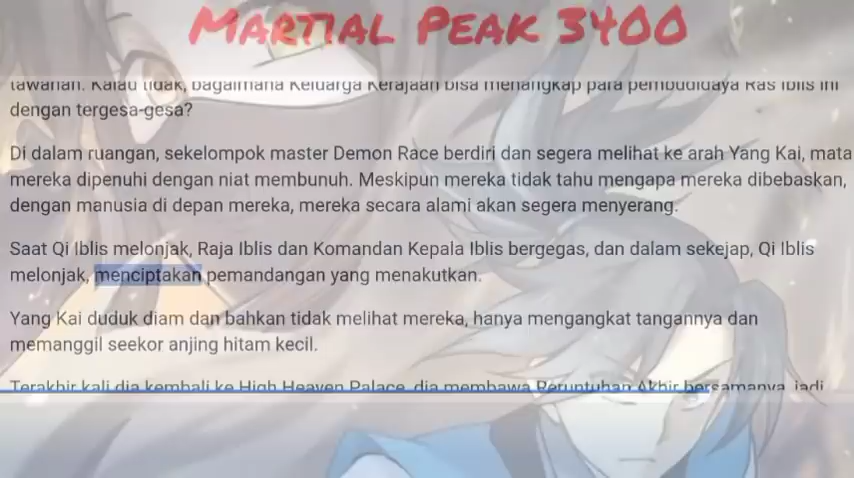 MARTIAL PEAK 3400
tawanan. Kalau tidak, bagaimana Keluarga Kerajaan bisa menangkap para pembudidaya Ras Iblis ini
dengan tergesa-gesa?
Di dalam ruangan, sekelompok master Demon Race berdiri dan segera melihat ke arah Yang Kai, mata
mereka dipenuhi dengan niat membunuh. Meskipun mereka tidak tahu mengapa mereka dibebaskan,
dengan manusia di depan mereka, mereka secara alami akan segera menyerang.
Saat Qi Iblis melonjak, Raja Iblis dan Komandan Kepala Iblis bergegas, dan dalam sekejap, Qi Iblis
melonjak, menciptakan pemandangan yang menakutkan.
Yang Kai duduk diam dan bahkan tidak melihat mereka, hanya mengangkat tangannya dan
memanggil seekor anjing hitam kecil.
Terakhir kali dia kembali ke High Heaven Palace, dia membawa Reruntuhan Akhir bersamanya, jadi